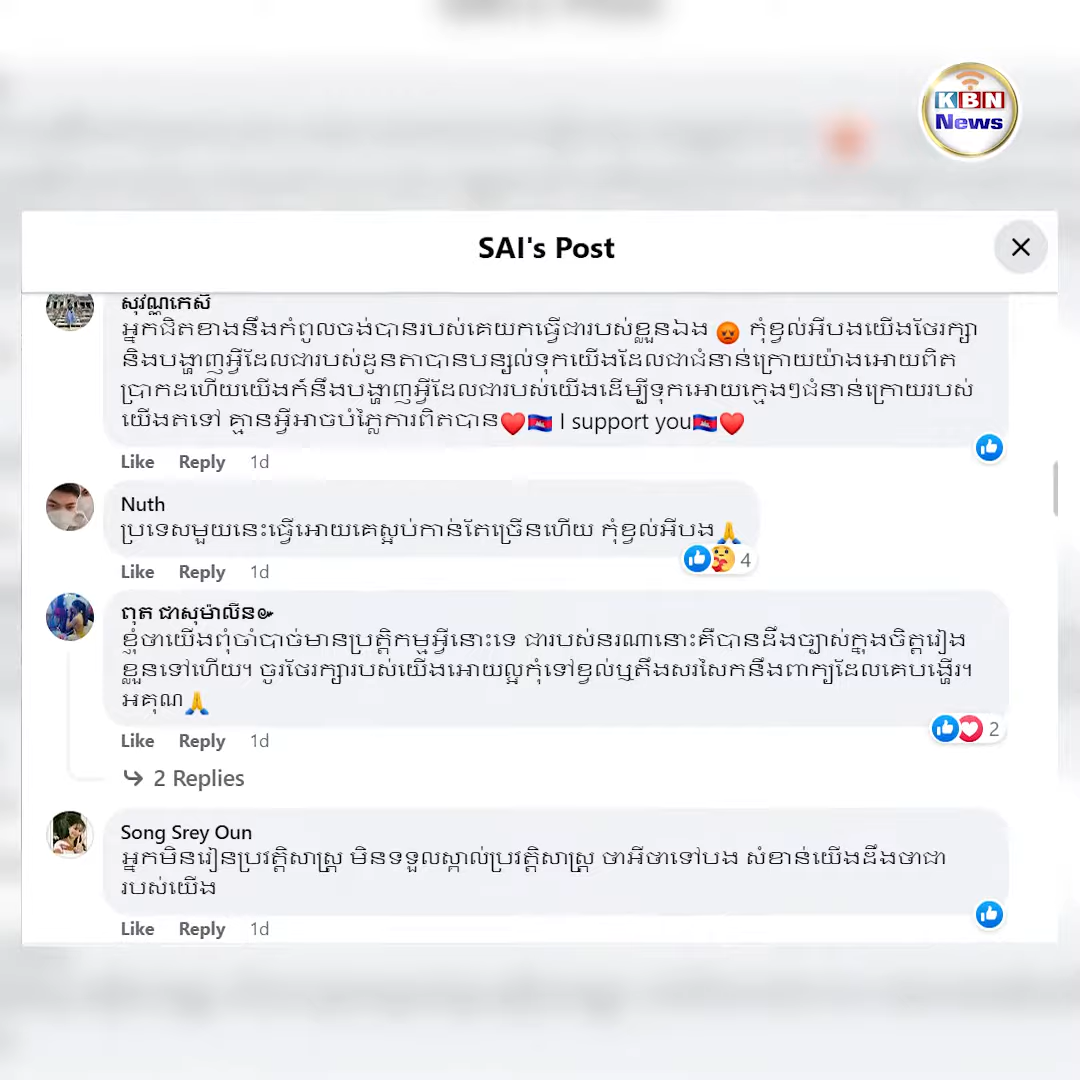 KBN
News
SAI's Post
សុវណ្ណកេសី
អ្នកជិតខាងនឹងកំពូលចង់បានរបស់គេយកធ្វើជារបស់ខ្លួនឯង 😡 កុំខ្វល់អីបងយើងថែរក្សា
និងបង្ហាញអ្វីដែលជារបស់ដូនតាបានបន្សល់ទុកយើងដែលជាជំនាន់ក្រោយយ៉ាងអោយពិត
ប្រាកដហើយយើងក៍នឹងបង្ហាញអ្វីដែលជារបស់យើងដើម្បីទុកអោយក្មេងៗជំនាន់ក្រោយរបស់
យើងតទៅ គ្មានអ្វីអាចបំភ្លៃការពិតបាន❤️🇰🇭 I support you🇰🇭❤️
Like Reply 1d
Nuth
ប្រទេសមួយនេះធ្វើអោយគេស្អប់កាន់តែច្រើនហើយ កុំខ្វល់អីបង🙏
4
Like Reply 1d
ពុត ជាសុម៉ាលិន៙
ខ្ញុំថាយើងពុំចាំបាច់មានប្រត្តិកម្មអ្វីនោះទេ ជារបស់នរណានោះគឺបានដឹងច្បាស់ក្នុងចិត្តរៀង
ខ្លួនទៅហើយ។ ចូរថែរក្សារបស់យើងអោយល្អកុំទៅខ្វល់ឬតឹងសរសៃកនឹងពាក្យដែលគេបង្ហើរ។
អគុណ🙏
2
Like Reply 1d
2 Replies
Song Srey Oun
អ្នកមិនរៀនប្រវត្តិសាស្ត្រ មិនទទួលស្គាល់ប្រវត្តិសាស្ត្រ ថាអីថាទៅបង សំខាន់យើងដឹងថាជា
របស់យើង
Like Reply 1d